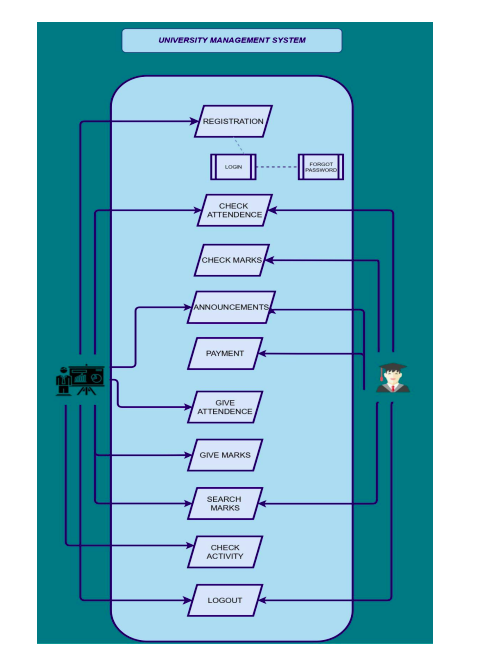 UNIVERSITY MANAGEMENT SYSTEM
REGISTRATION
LOGIN
FORGOT
PASSWORD
CHECK
ATTENDENCE
CHECK MARKS
ANNOUNCEMENTS
PAYMENT
GIVE
ATTENDENCE
GIVE MARKS
SEARCH
MARKS
CHECK
ACTIVITY
LOGOUT